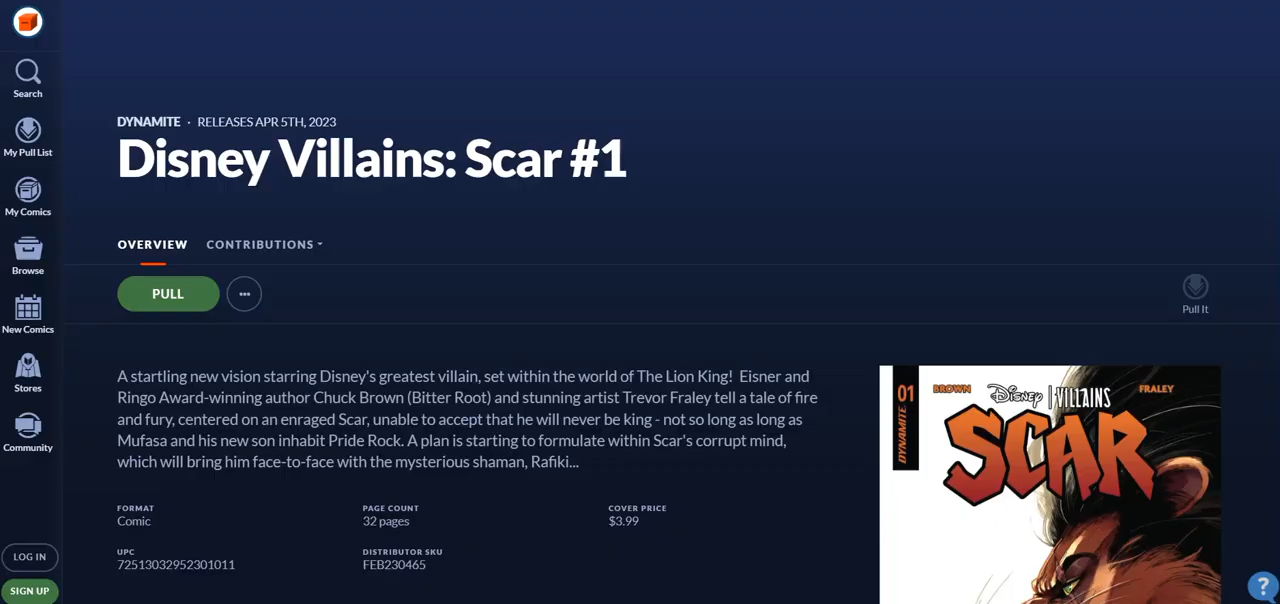 Search
My Pull List
My Comics
Browse
New Comics
Stores
Community
LOG IN
SIGN UP
DYNAMITE · RELEASES APR 5TH, 2023
Disney Villains: Scar #1
OVERVIEW CONTRIBUTIONS
PULL ...
Pull It
A startling new vision starring Disney's greatest villain, set within the world of The Lion King! Eisner and
Ringo Award-winning author Chuck Brown (Bitter Root) and stunning artist Trevor Fraley tell a tale of fire
and fury, centered on an enraged Scar, unable to accept that he will never be king - not so long as long as
Mufasa and his new son inhabit Pride Rock. A plan is starting to formulate within Scar's corrupt mind,
which will bring him face-to-face with the mysterious shaman, Rafiki...
FORMAT PAGE COUNT COVER PRICE
Comic 32 pages $3.99
UPC DISTRIBUTOR SKU
72513032952301011 FEB230465
01
DYNAMITE
BROWN Disney | VILLAINS FRALEY
SCAR
?